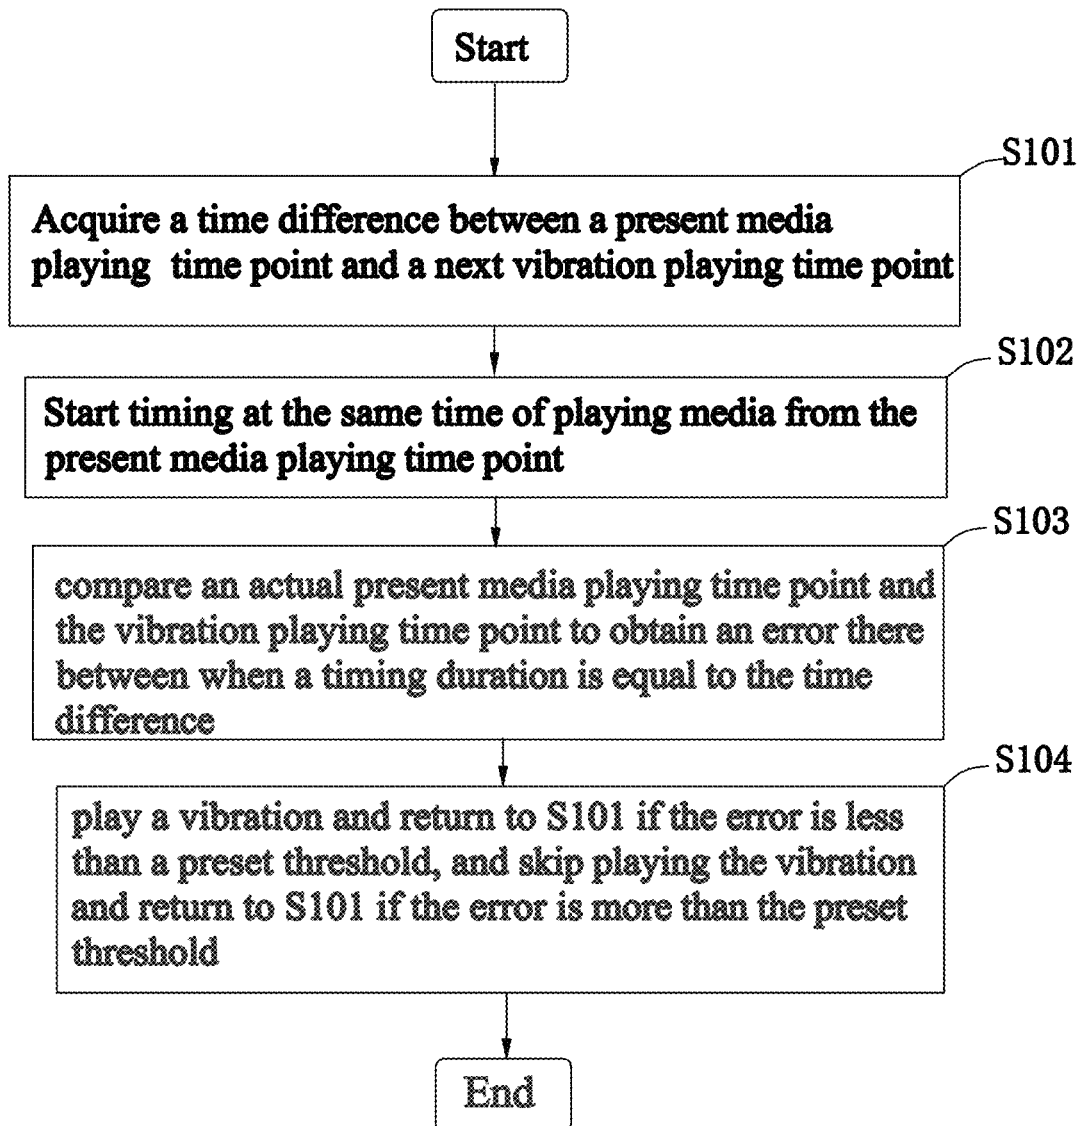 Start
S101
Acquire a time difference between a present media
playing time point and a next vibration playing time point
S102
Start timing at the same time of playing media from the
present media playing time point
S103
compare an actual present media playing time point and
the vibration playing time point to obtain an error there
between when a timing duration is equal to the time
difference
S104
play a vibration and return to S101 if the error is less
than a preset threshold, and skip playing the vibration
and return to S101 if the error is more than the preset
threshold
End